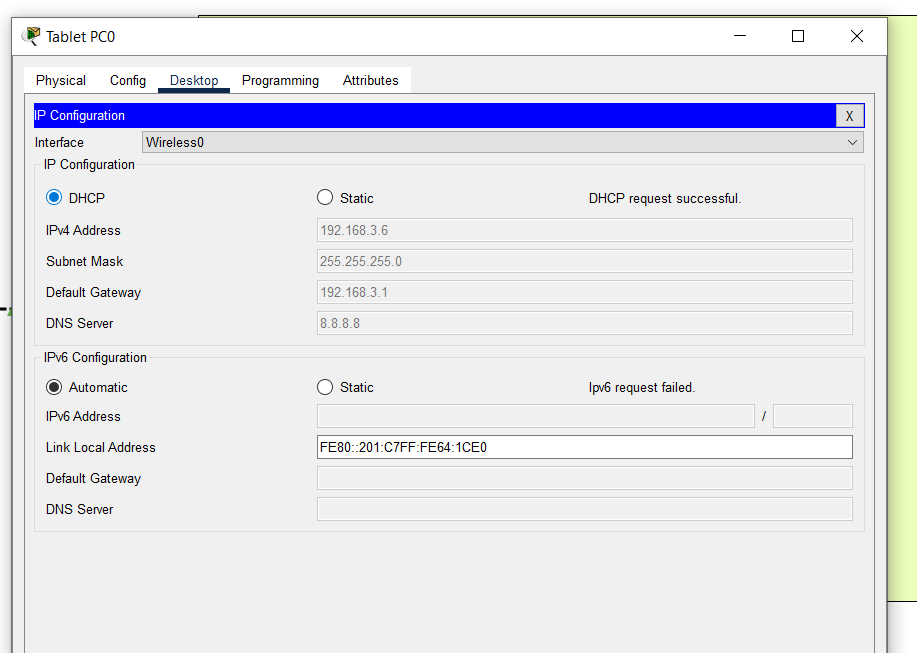 Tablet PC0
Physical Config Desktop Programming Attributes
IP Configuration X
Interface Wireless0
IP Configuration
DHCP Static DHCP request successful.
IPv4 Address 192.168.3.6
Subnet Mask 255.255.255.0
Default Gateway 192.168.3.1
DNS Server 8.8.8.8
IPv6 Configuration
Automatic Static Ipv6 request failed.
IPv6 Address /
Link Local Address FE80::201:C7FF:FE64:1CE0
Default Gateway
DNS Server